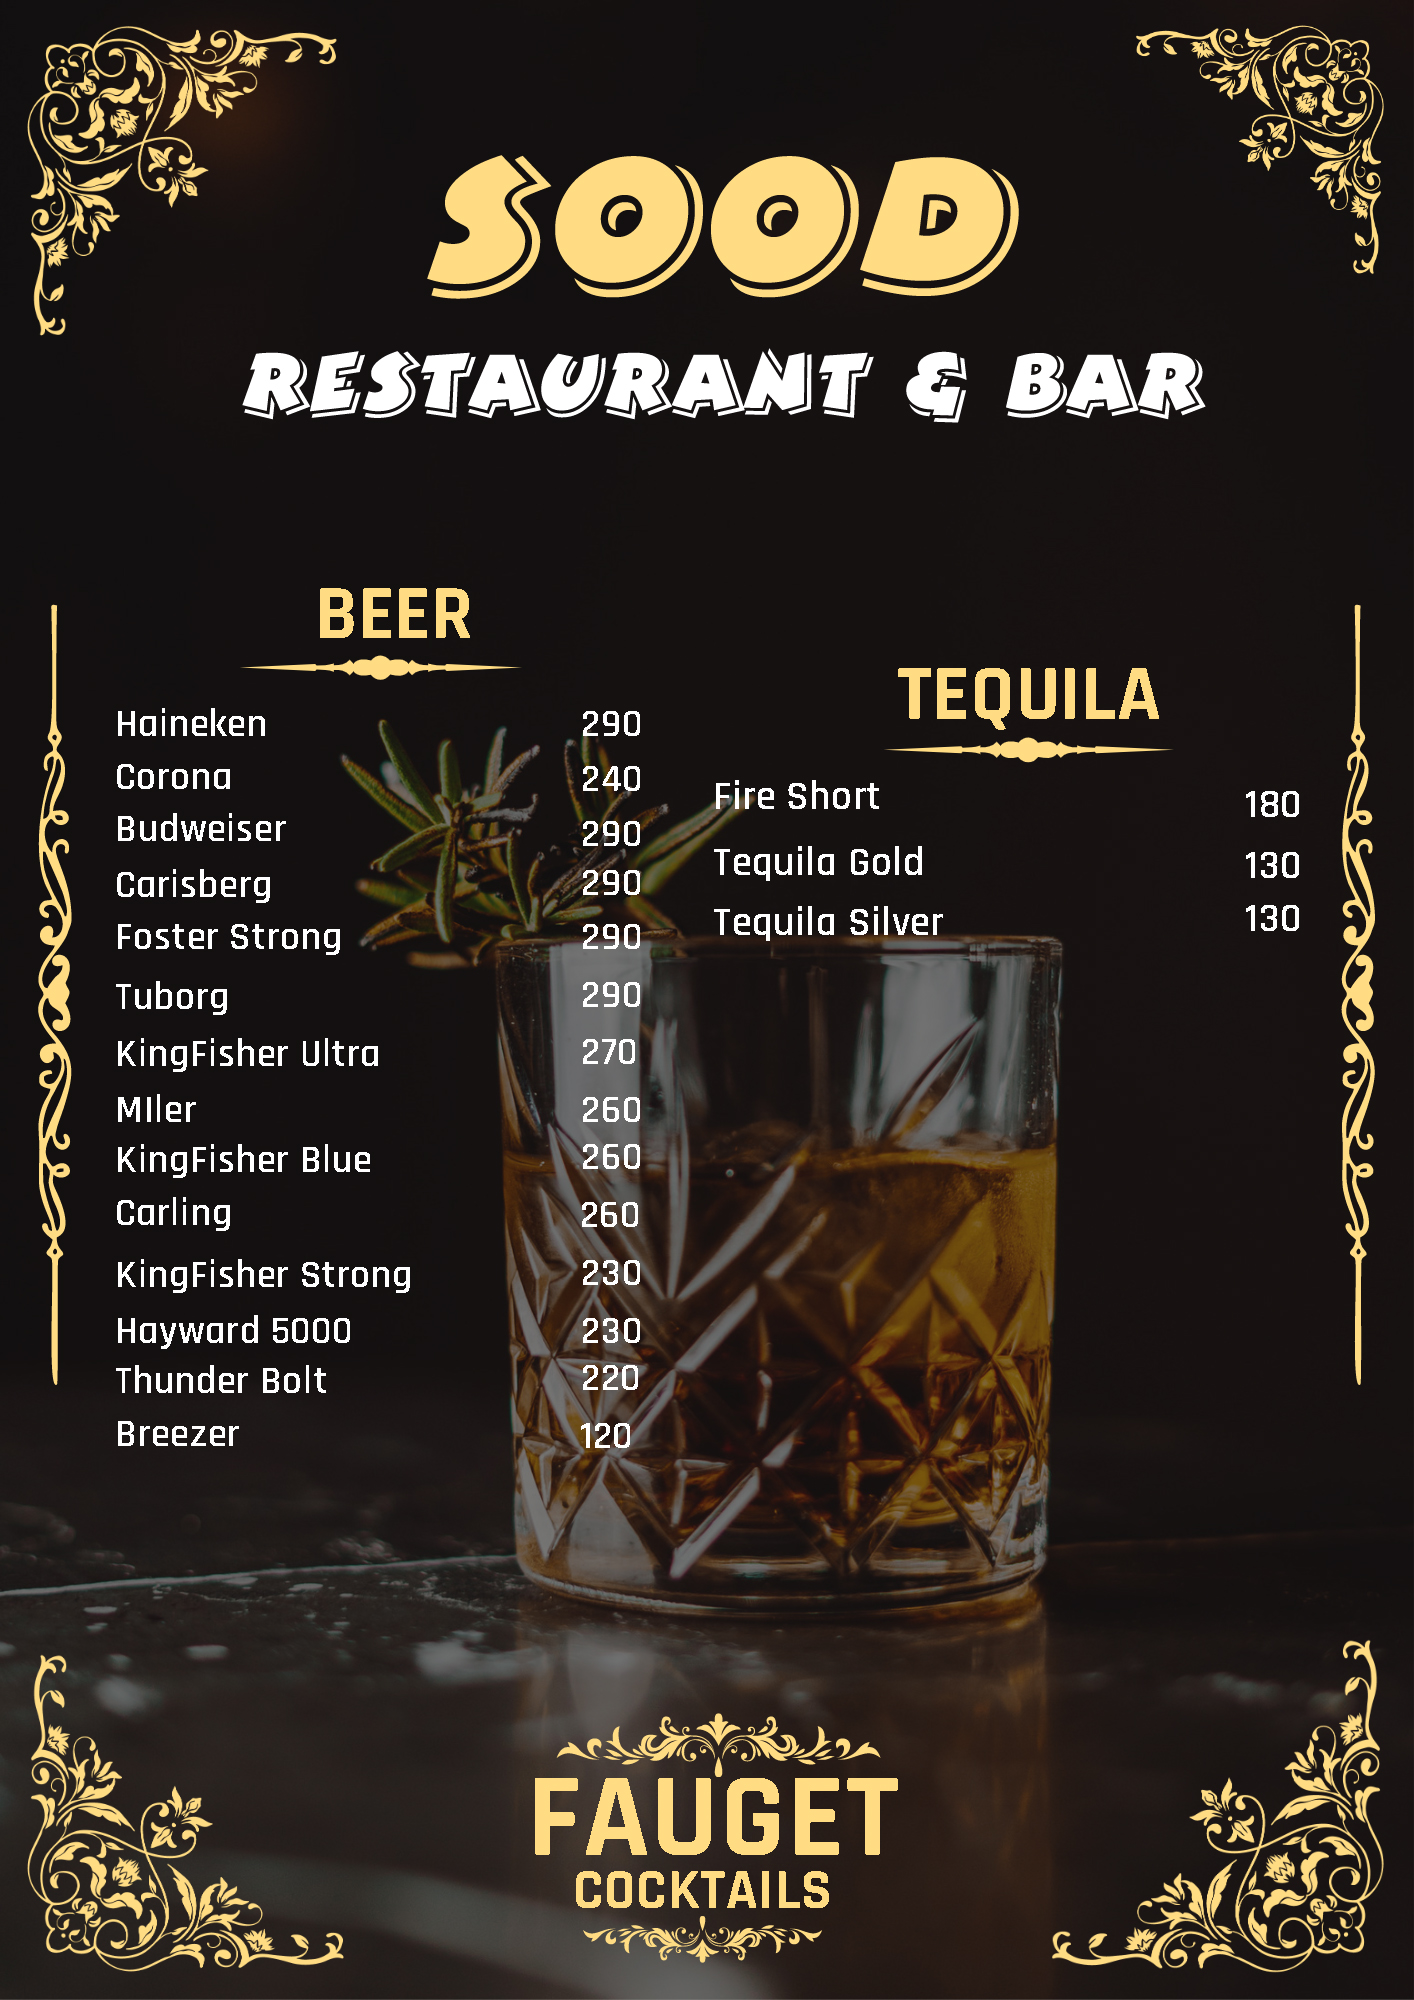 SOOD
RESTAURANT & BAR
BEER
Haineken 290
Corona 240
Budweiser 290
Carisberg 290
Foster Strong 290
Tuborg 290
KingFisher Ultra 270
MIler 260
KingFisher Blue 260
Carling 260
KingFisher Strong 230
Hayward 5000 230
Thunder Bolt 220
Breezer 120
TEQUILA
Fire Short 180
Tequila Gold 130
Tequila Silver 130
FAUGET
COCKTAILS